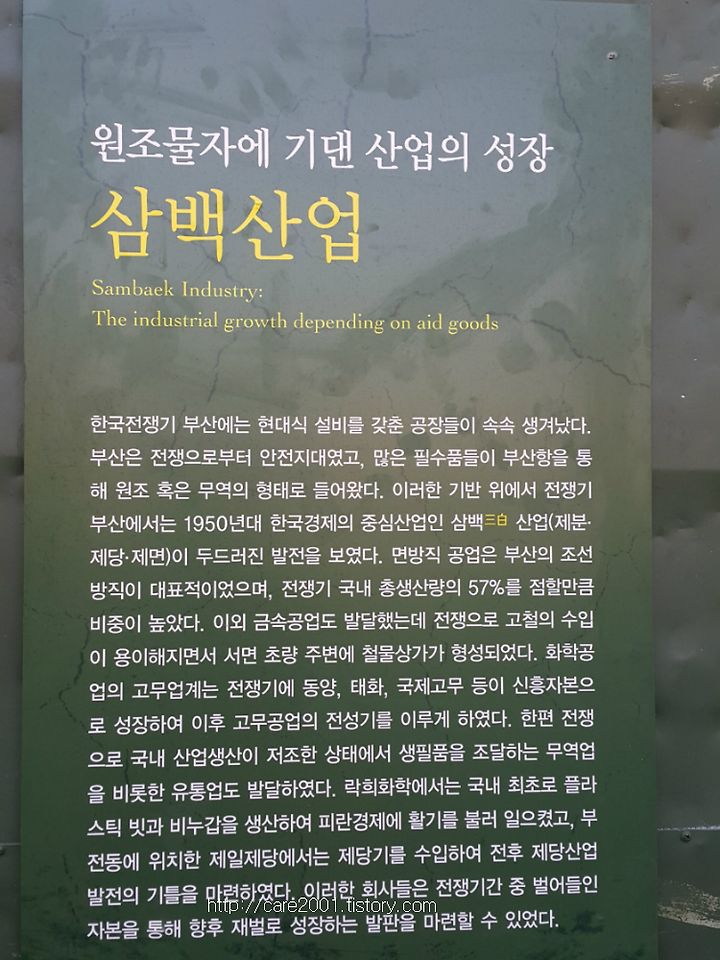 원조물자에 기댄 산업의 성장
삼백산업
Sambaek Industry:
The industrial growth depending on aid goods
한국전쟁기 부산에는 현대식 설비를 갖춘 공장들이 속속 생겨났다.
부산은 전쟁으로부터 안전지대였고, 많은 필수품들이 부산항을 통
해 원조 혹은 무역의 형태로 들어왔다. 이러한 기반 위에서 전쟁기
부산에서는 1950년대 한국경제의 중심산업인 삼백三白 산업(제분·
제당·제면)이 두드러진 발전을 보였다. 면방직 공업은 부산의 조선
방직이 대표적이었으며, 전쟁기 국내 총생산량의 57%를 점할만큼
비중이 높았다. 이외 금속공업도 발달했는데 전쟁으로 고철의 수입
이 용이해지면서 서면 초량 주변에 철물상가가 형성되었다. 화학공
업의 고무업계는 전쟁기에 동양, 태화, 국제고무 등이 신흥자본으
로 성장하여 이후 고무공업의 전성기를 이루게 하였다. 한편 전쟁
으로 국내 산업생산이 저조한 상태에서 생필품을 조달하는 무역업
을 비롯한 유통업도 발달하였다. 락희화학에서는 국내 최초로 플라
스틱 빗과 비누갑을 생산하여 피란경제에 활기를 불러 일으켰고, 부
전동에 위치한 제일제당에서는 제당기를 수입하여 전후 제당산업
발전의 기틀을 마련하였다. 이러한 회사들은 전쟁기간 중 벌어들인
http://care2001.tistory.com
자본을 통해 향후 재벌로 성장하는 발판을 마련할 수 있었다.